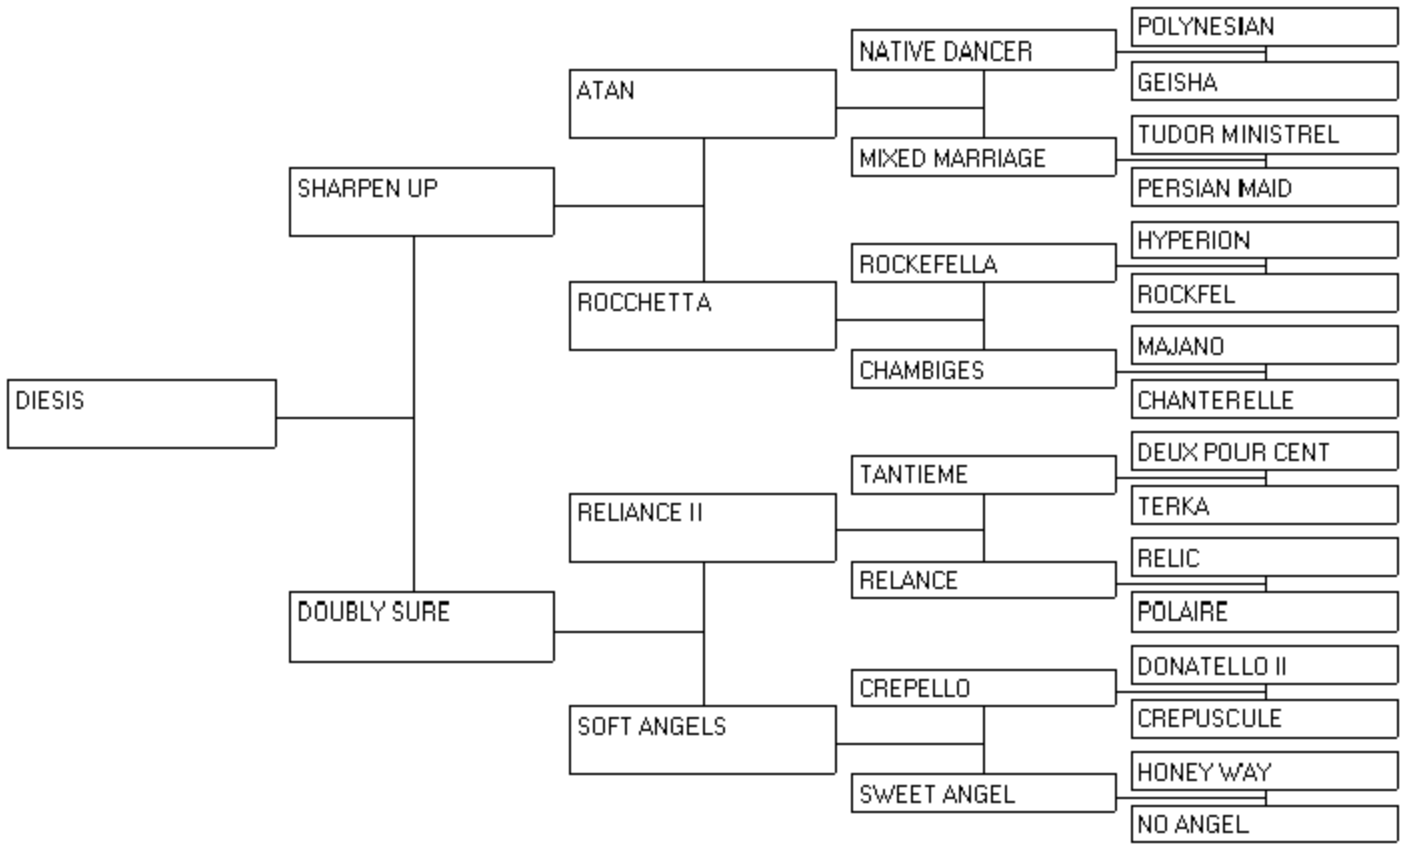 POLYNESIAN
NATIVE DANCER
GEISHA
ATAN
TUDOR MINISTREL
MIXED MARRIAGE
PERSIAN MAID
SHARPEN UP
HYPERION
ROCKEFELLA
ROCKFEL
ROCCHETTA
MAJANO
CHAMBIGES
CHANTERELLE
DIESIS
DEUX POUR CENT
TANTIEME
TERKA
RELIANCE II
RELIC
RELANCE
POLAIRE
DOUBLY SURE
DONATELLO II
CREPELLO
CREPUSCULE
SOFT ANGELS
HONEY WAY
SWEET ANGEL
NO ANGEL